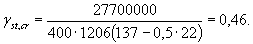 γst,cr = 27700000 / 400·1206(137 − 0,5·22) = 0,46.